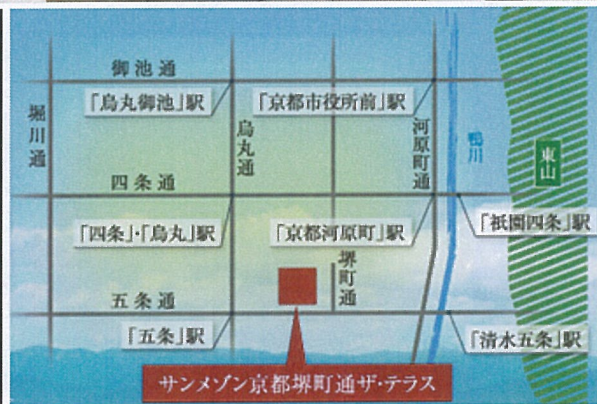 御池通
「烏丸御池」駅
「京都市役所前」駅
堀川通
烏丸通
河原町通
鴨川
東山
四条通
「四条」・「烏丸」駅
「京都河原町」駅
「祇園四条」駅
堺町通
五条通
「五条」駅
「清水五条」駅
サンメゾン京都堺町通ザ・テラス